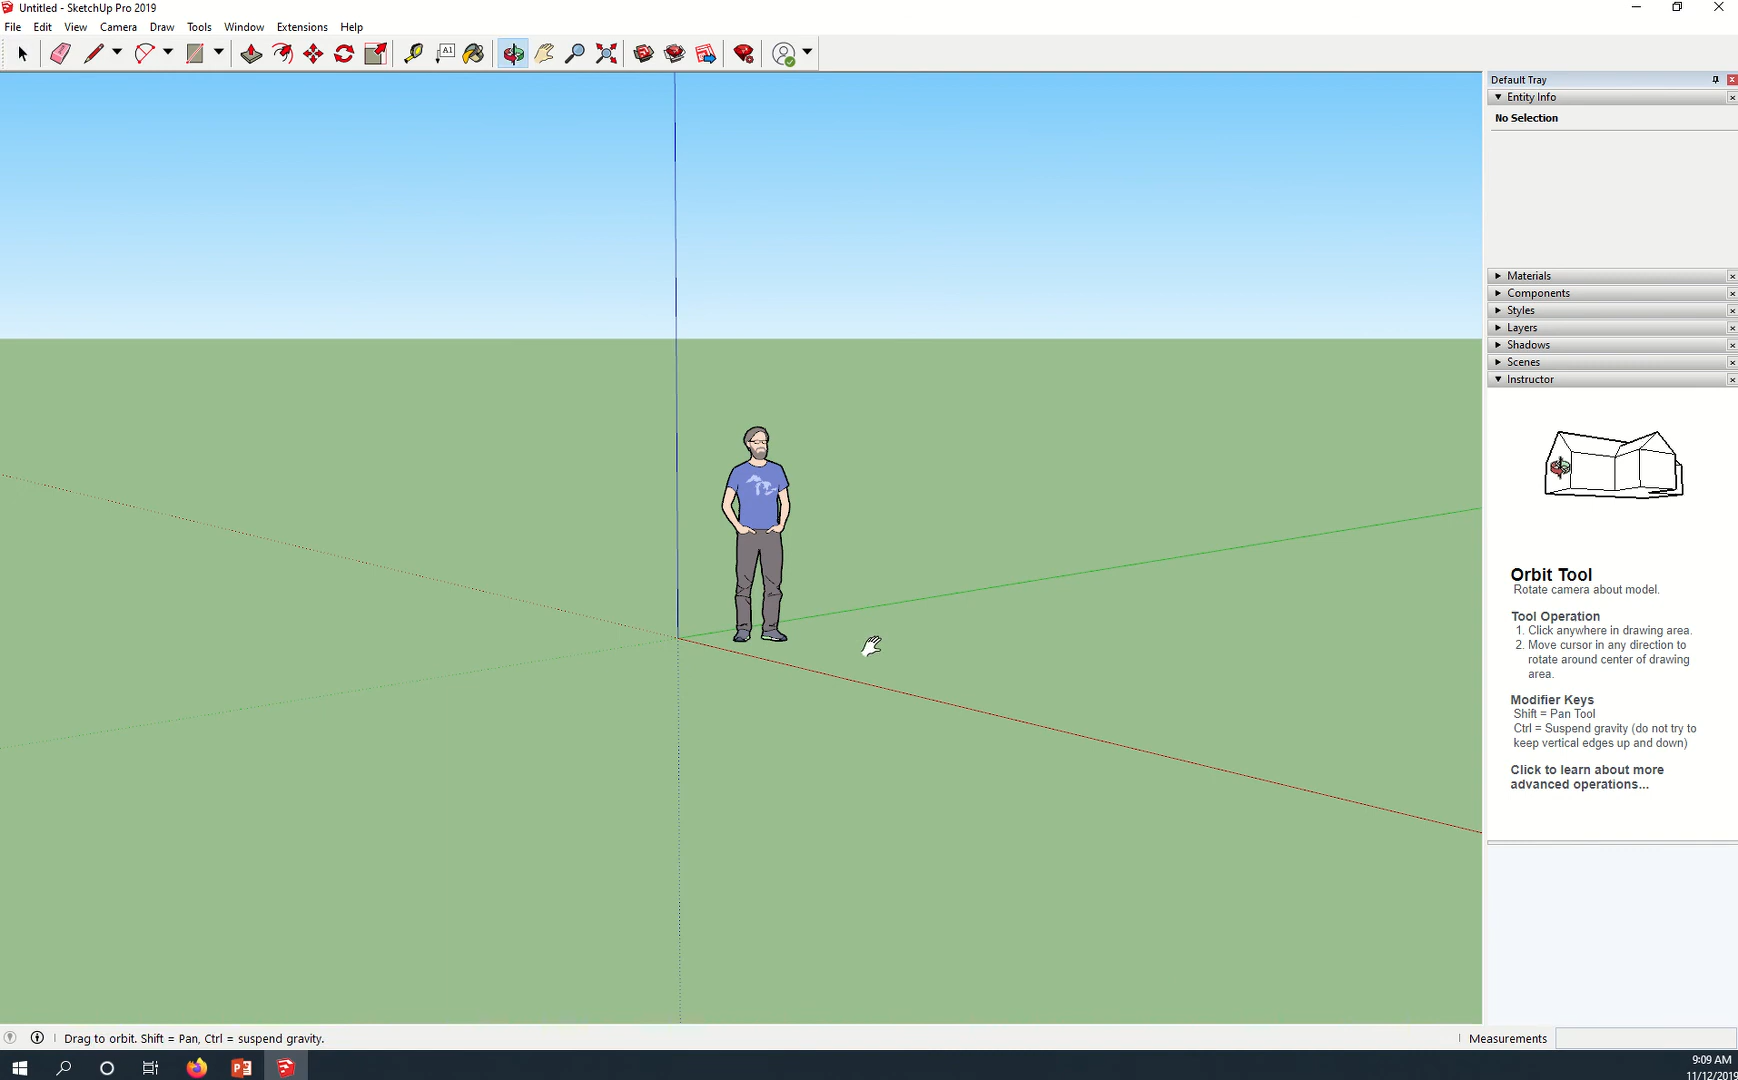 Untitled - SketchUp Pro 2019
File Edit View Camera Draw Tools Window Extensions Help
A1
Default Tray
Entity Info
No Selection
Materials
Components
Styles
Layers
Shadows
Scenes
Instructor
Orbit Tool
Rotate camera about model.
Tool Operation
1. Click anywhere in drawing area.
2. Move cursor in any direction to
rotate around center of drawing
area.
Modifier Keys
Shift = Pan Tool
Ctrl = Suspend gravity (do not try to
keep vertical edges up and down)
Click to learn about more
advanced operations...
Drag to orbit. Shift = Pan, Ctrl = suspend gravity.
Measurements
9:09 AM
11/12/2019